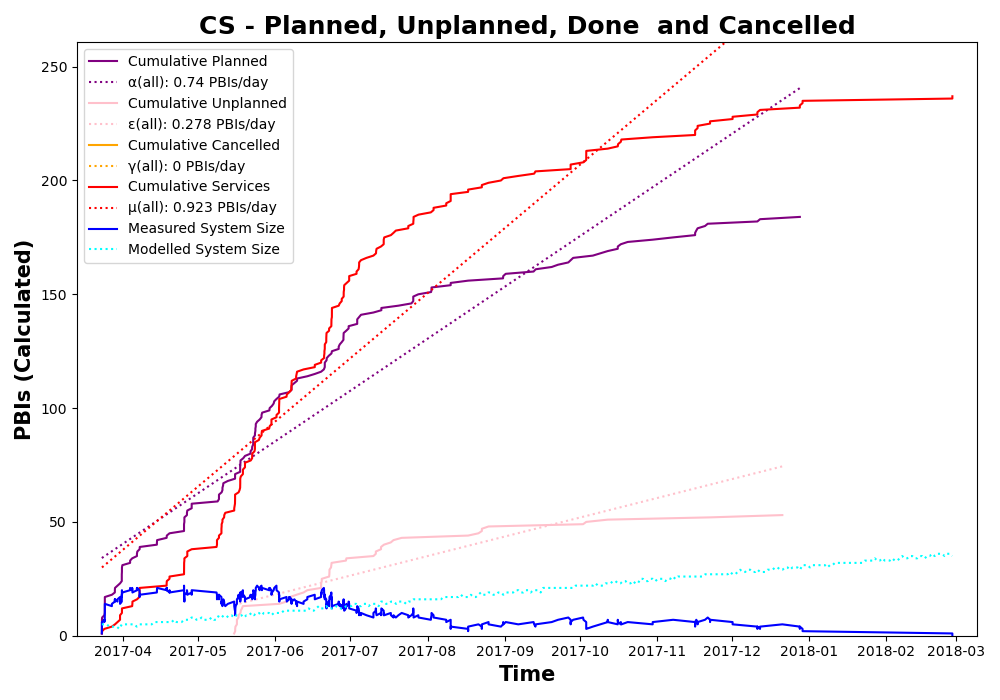 CS - Planned, Unplanned, Done  and Cancelled
Cumulative Planned
α(all): 0.74 PBIs/day
Cumulative Unplanned
ε(all): 0.278 PBIs/day
Cumulative Cancelled
γ(all): 0 PBIs/day
Cumulative Services
μ(all): 0.923 PBIs/day
Measured System Size
Modelled System Size
PBIs (Calculated)
250
200
150
100
50
0
2017-04 2017-05 2017-06 2017-07 2017-08 2017-09 2017-10 2017-11 2017-12 2018-01 2018-02 2018-03
Time